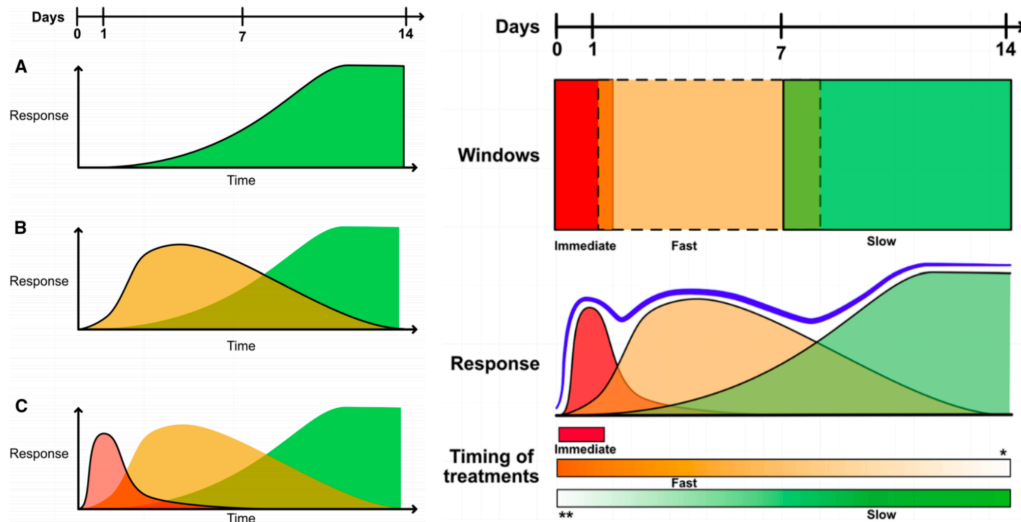 Days
0 1 7 14
A
Response
Time
B
Response
Time
C
Response
Time
Days
0 1 7 14
Windows
Immediate Fast Slow
Response
Timing of
treatments
Immediate
*
Fast
**
Slow